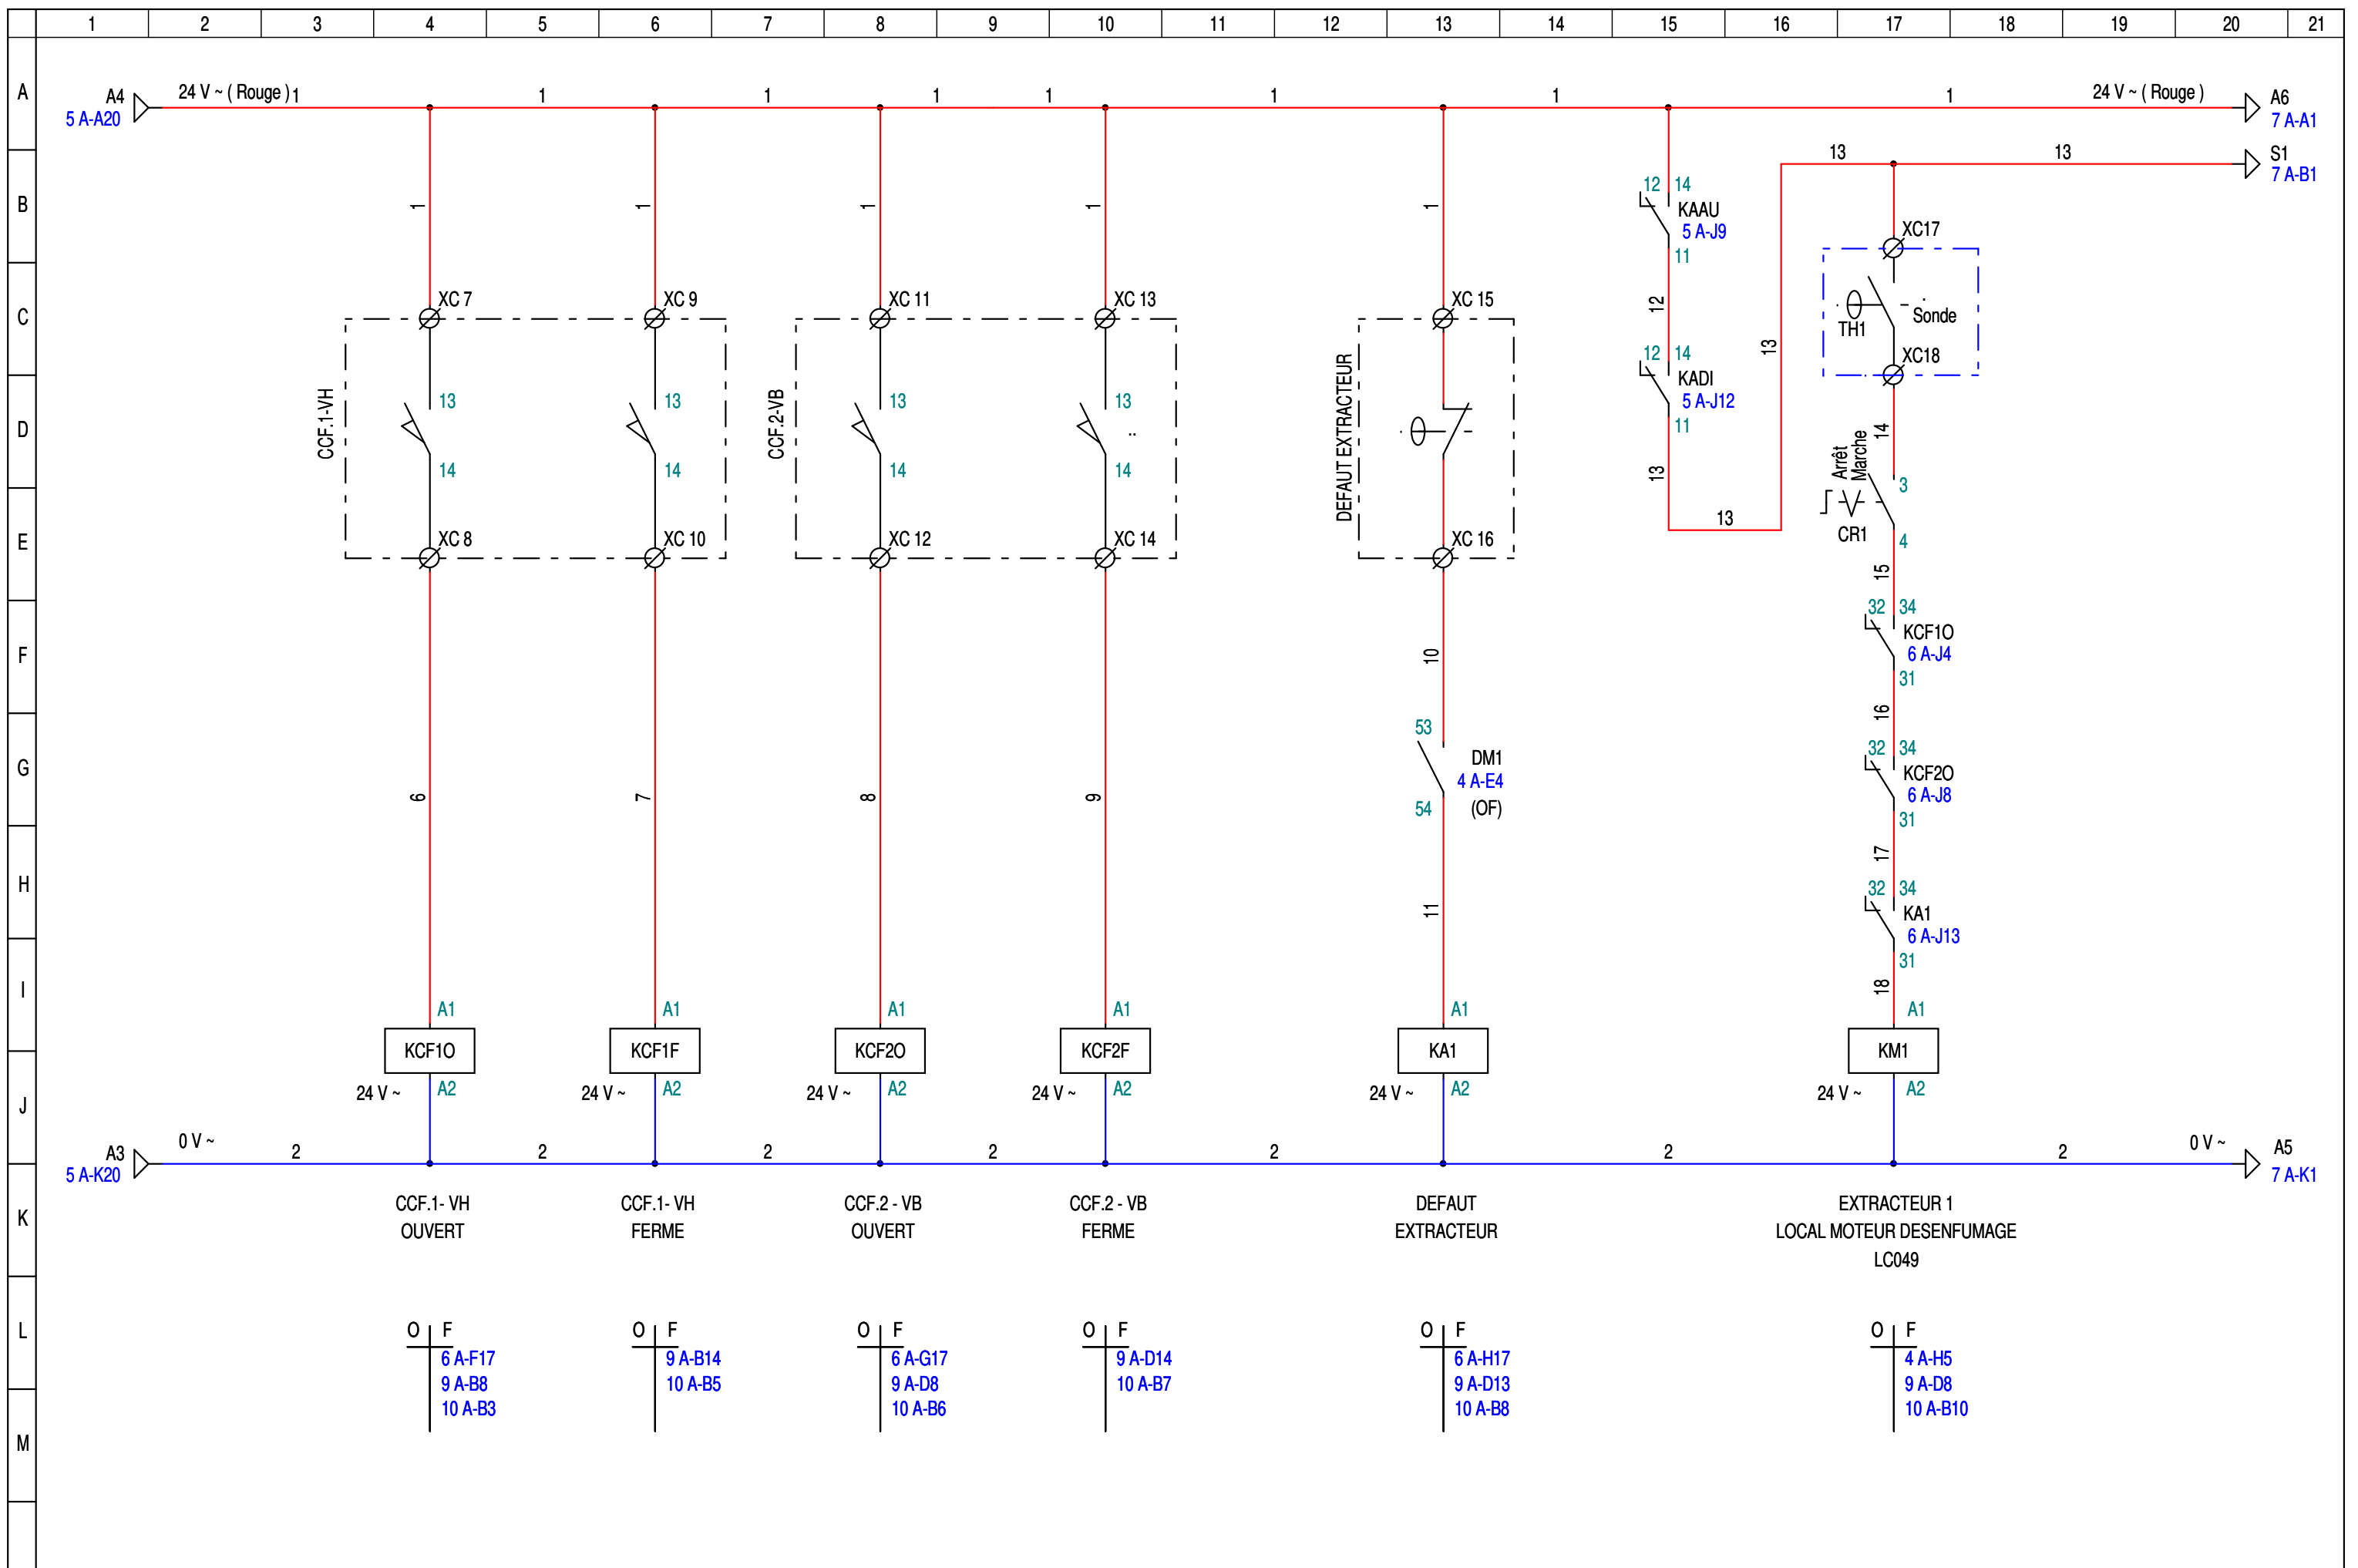 1 2 3 4 5 6 7 8 9 10 11 12 13 14 15 16 17 18 19 20 21
A
A4 24 V ~ ( Rouge ) 1 1 1 1 1 1 1 1 24 V ~ ( Rouge ) A6
5 A-A20 7 A-A1
13 13 S1
7 A-B1
B
1 1 1 1 1
12 14
KAAU
5 A-J9
11
XC17
C
XC 7 XC 9 XC 11 XC 13 XC 15
12
13
TH1 Sonde
XC18
12 14
KADI
5 A-J12
11
D
CCF.1-VH
13 13
14 14
CCF.2-VB
13 13 ..
14 14
DEFAUT EXTRACTEUR
13
14
Arrêt
Marche
3
CR1
4
13
E
XC 8 XC 10 XC 12 XC 14 XC 16
15
32 34
KCF1O
6 A-J4
31
F
10
16
G
53
DM1
4 A-E4
54 (OF)
32 34
KCF2O
6 A-J8
31
6 7 8 9
17
H
11
32 34
KA1
6 A-J13
31
I
18
A1 A1 A1 A1 A1 A1
KCF1O KCF1F KCF2O KCF2F KA1 KM1
24 V ~ A2 24 V ~ A2 24 V ~ A2 24 V ~ A2 24 V ~ A2 24 V ~ A2
J
A3 0 V ~ 2 2 2 2 2 2 2 0 V ~ A5
5 A-K20 7 A-K1
K
CCF.1- VH CCF.1- VH CCF.2 - VB CCF.2 - VB DEFAUT EXTRACTEUR 1
OUVERT FERME OUVERT FERME EXTRACTEUR LOCAL MOTEUR DESENFUMAGE
LC049
L
O F O F O F O F O F O F
6 A-F17 9 A-B14 6 A-G17 9 A-D14 6 A-H17 4 A-H5
9 A-B8 10 A-B5 9 A-D8 10 A-B7 9 A-D13 9 A-D8
10 A-B3 10 A-B6 10 A-B8 10 A-B10
M